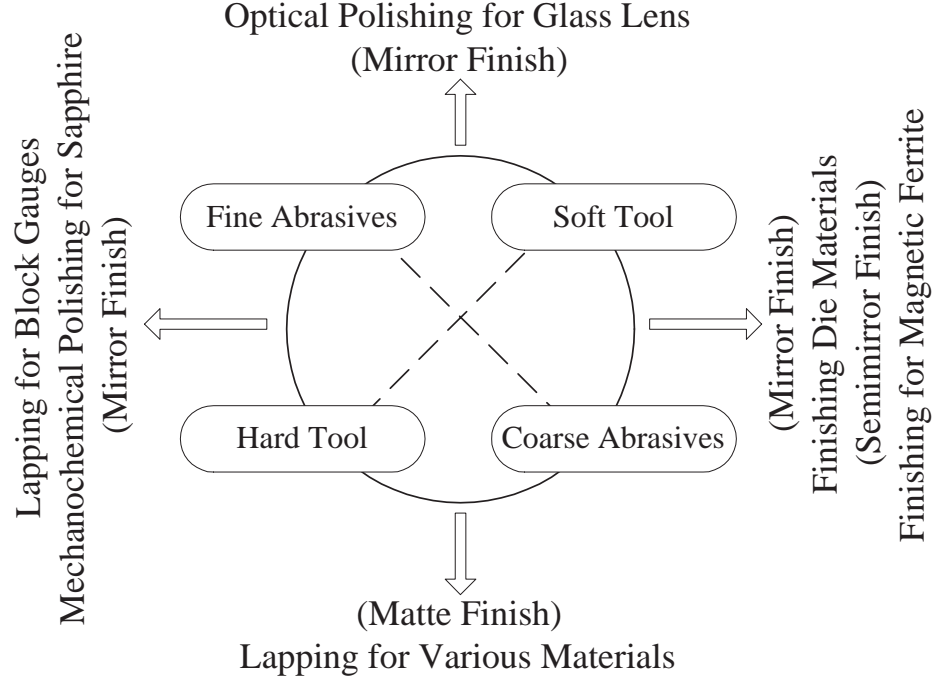 Optical Polishing for Glass Lens
(Mirror Finish)
Lapping for Block Gauges
Mechanochemical Polishing for Sapphire
(Mirror Finish)
Fine Abrasives
Soft Tool
Hard Tool
Coarse Abrasives
(Mirror Finish)
Finishing Die Materials
(Semimirror Finish)
Finishing for Magnetic Ferrite
(Matte Finish)
Lapping for Various Materials